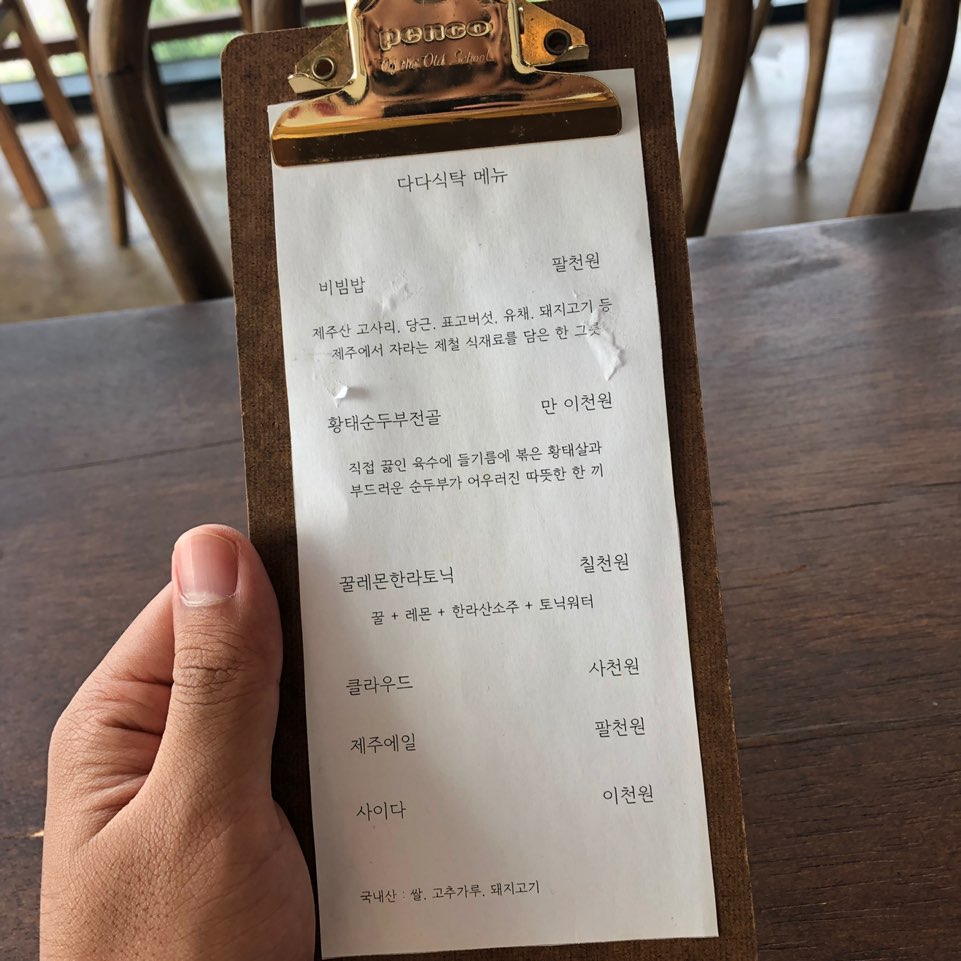 penco
다다식탁 메뉴
비빔밥 팔천원
제주산 고사리, 당근, 표고버섯, 유채, 돼지고기 등
제주에서 자라는 제철 식재료를 담은 한 그릇
황태순두부전골 만 이천원
직접 끓인 육수에 들기름에 볶은 황태살과
부드러운 순두부가 어우러진 따뜻한 한 끼
꿀레몬한라토닉 칠천원
꿀 + 레몬 + 한라산소주 + 토닉워터
클라우드 사천원
제주에일 팔천원
사이다 이천원
국내산 : 쌀, 고추가루, 돼지고기